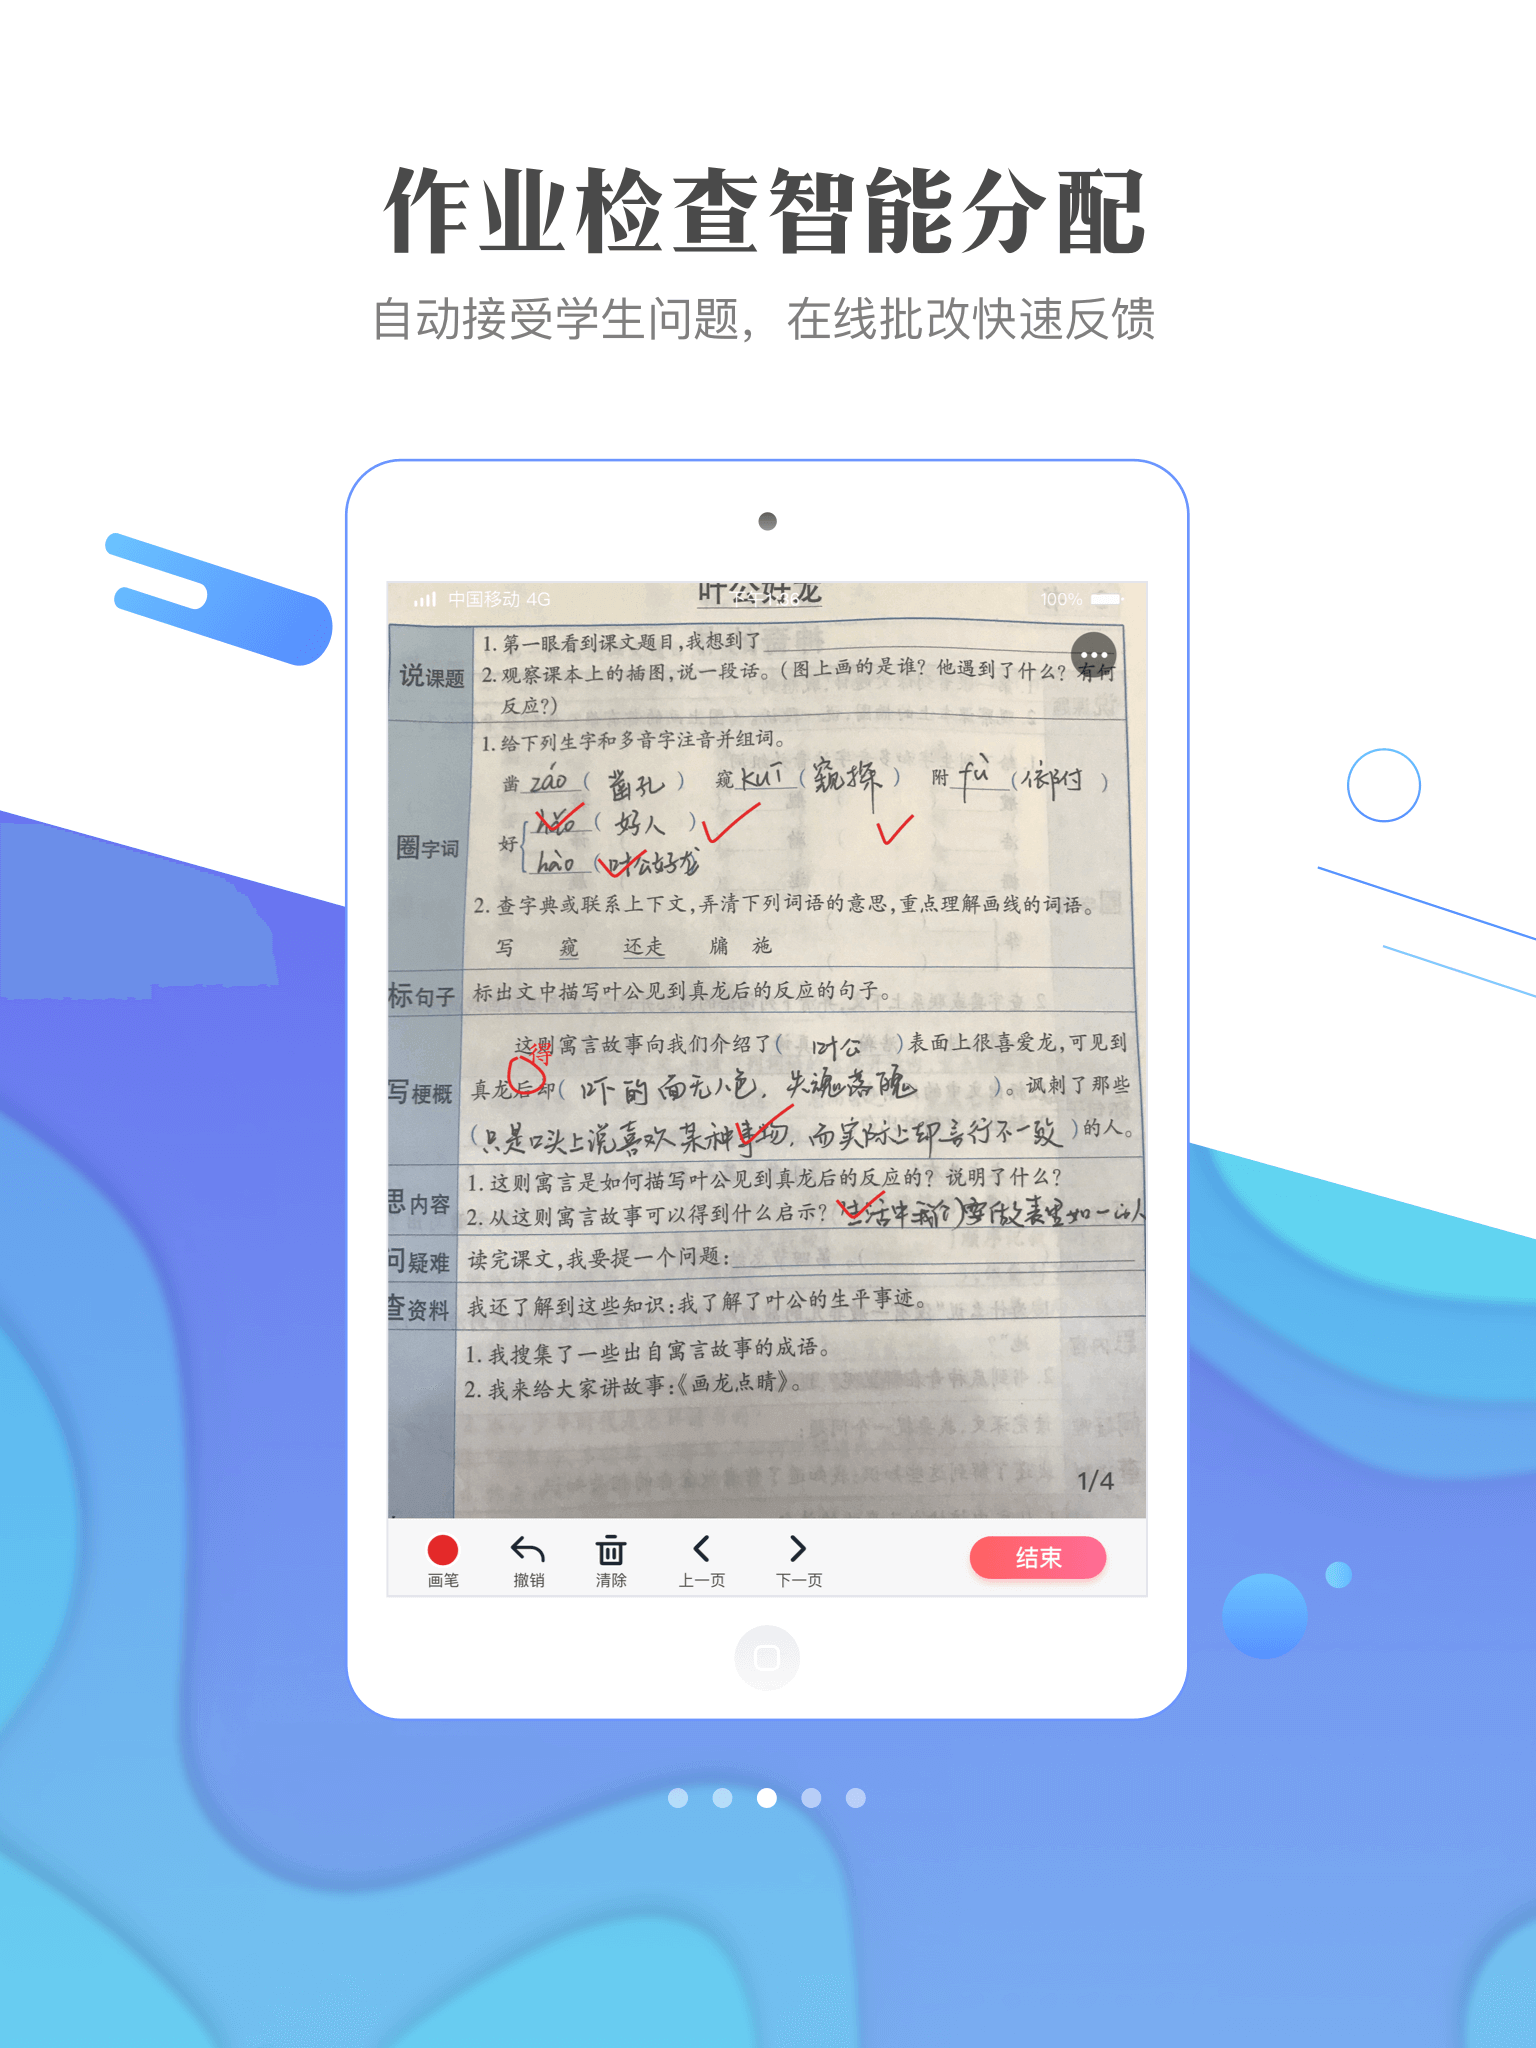 作业检查智能分配
自动接受学生问题，在线批改快速反馈
叶公好龙
中国移动 4G
100%
说课题
1. 第一眼看到课文题目,我想到了
2. 观察课本上的插图,说一段话。(图上画的是谁? 他遇到了什么? 有何
反应?)
圈字词
1. 给下列生字和多音字注音并组词。
凿 záo ( 凿孔 ) 窥 kuī ( 窥探 ) 附 fù ( 依附 )
好 hǎo ( 好人 )
hào ( 叶公好龙
2. 查字典或联系上下文,弄清下列词语的意思,重点理解画线的词语。
写 窥 还走 牖 施
标句子
标出文中描写叶公见到真龙后的反应的句子。
写梗概
这则寓言故事向我们介绍了( 叶公 )表面上很喜爱龙,可见到
得
真龙后却( 吓的面无人色, 失魂落魄 )。讽刺了那些
(只是口头上说喜欢某种事物,而实际上却言行不一致)的人。
思内容
1. 这则寓言是如何描写叶公见到真龙后的反应的? 说明了什么?
2. 从这则寓言故事可以得到什么启示? 生活中我们要做表里如一的人
问疑难
读完课文,我要提一个问题:
查资料
我还了解到这些知识:我了解了叶公的生平事迹。
1. 我搜集了一些出自寓言故事的成语。
2. 我来给大家讲故事:《画龙点睛》。
1/4
画笔 撤销 清除 上一页 下一页 结束